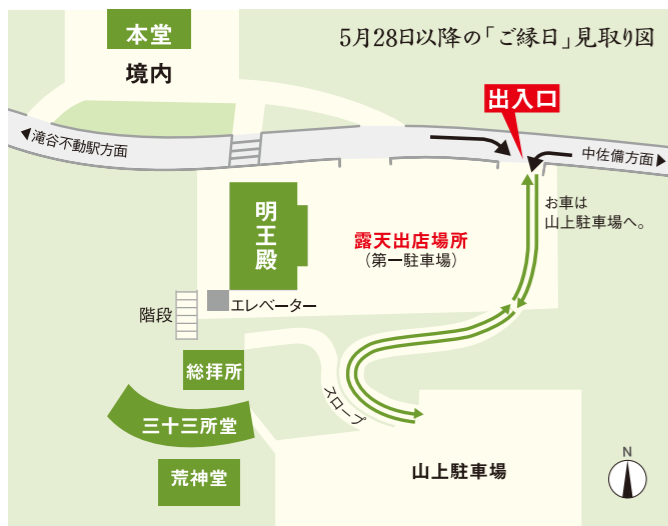 5月28日以降の「ご縁日」見取り図
本堂
境内
出入口
滝谷不動駅方面
中佐備方面
お車は
山上駐車場へ。
明王殿
露天出店場所
（第一駐車場）
エレベーター
階段
総拝所
スロープ
三十三所堂
荒神堂
山上駐車場
N